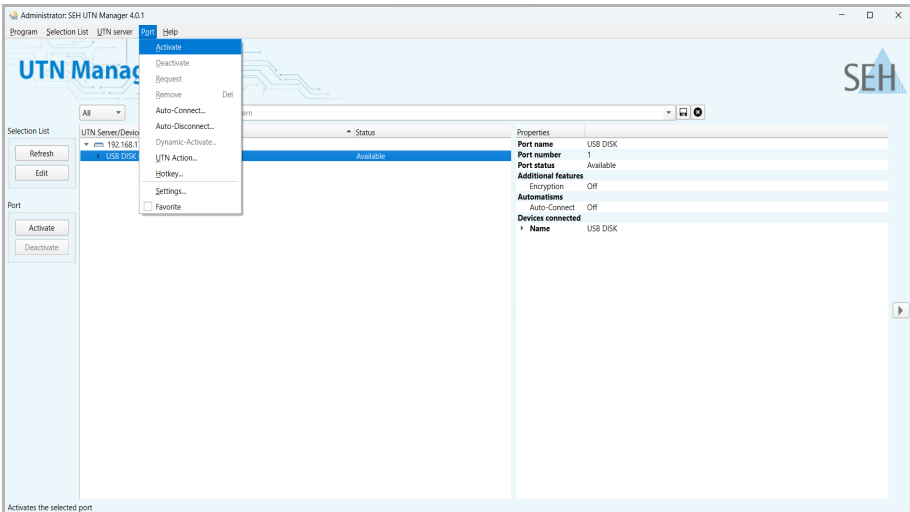 Administrator: SEH UTN Manager 4.0.1
Program Selection List UTN server Port Help
UTN Manag
SEH
Activate
Deactivate
Request
Remove Del
Auto-Connect...
Auto-Disconnect...
Dynamic-Activate...
UTN Action...
Hotkey...
Settings...
Favorite
All
ern
Selection List
Refresh
Edit
Port
Activate
Deactivate
UTN Server/Devic
Status
192.168.1
USB DISK Available
Properties
Port name USB DISK
Port number 1
Port status Available
Additional features
Encryption Off
Automatisms
Auto-Connect Off
Devices connected
Name USB DISK
Activates the selected port